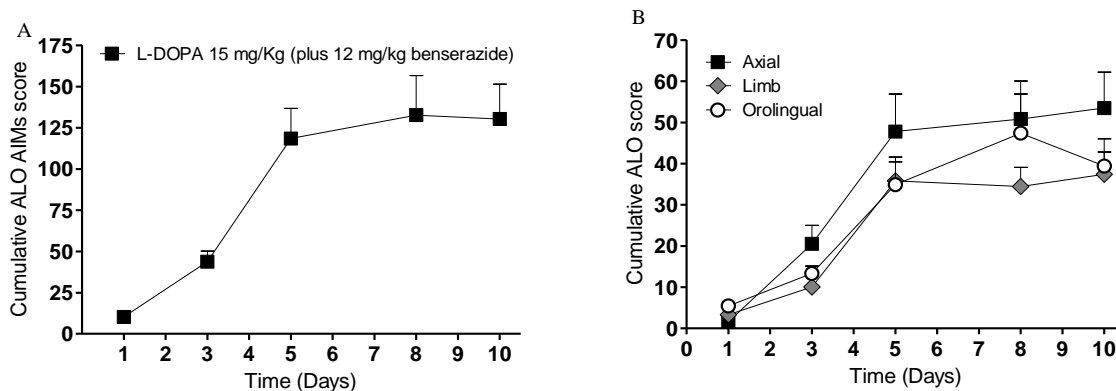 A
Cumulative ALO AIMs score
175
150
125
100
75
50
25
0
L-DOPA 15 mg/Kg (plus 12 mg/kg benserazide)
1 2 3 4 5 6 7 8 9 10
Time (Days)
B
Cumulative ALO score
70
60
50
40
30
20
10
0
Axial
Limb
Orolingual
0 1 2 3 4 5 6 7 8 9 10
Time (Days)